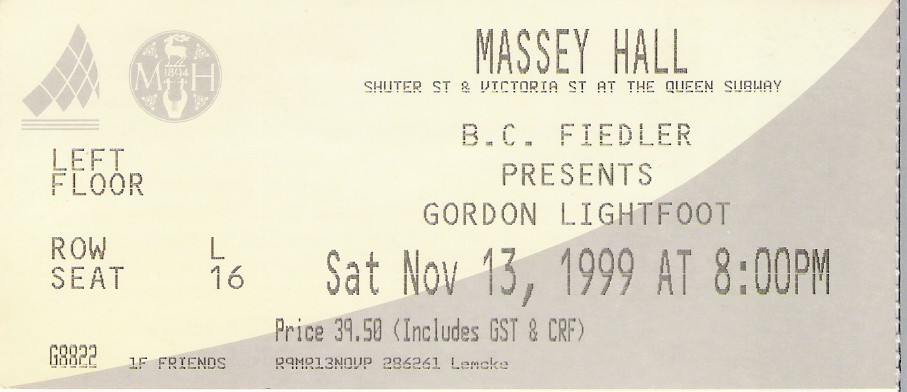 MASSEY HALL
SHUTER ST & VICTORIA ST AT THE QUEEN SUBWAY
M 1894 H
B.C. FIEDLER
PRESENTS
GORDON LIGHTFOOT
LEFT
FLOOR
ROW L
SEAT 16
Sat Nov 13, 1999 AT 8:00PM
Price 39.50 (Includes GST & CRF)
G8822 1F FRIENDS R9MR13NOVP 286261 Lemcke